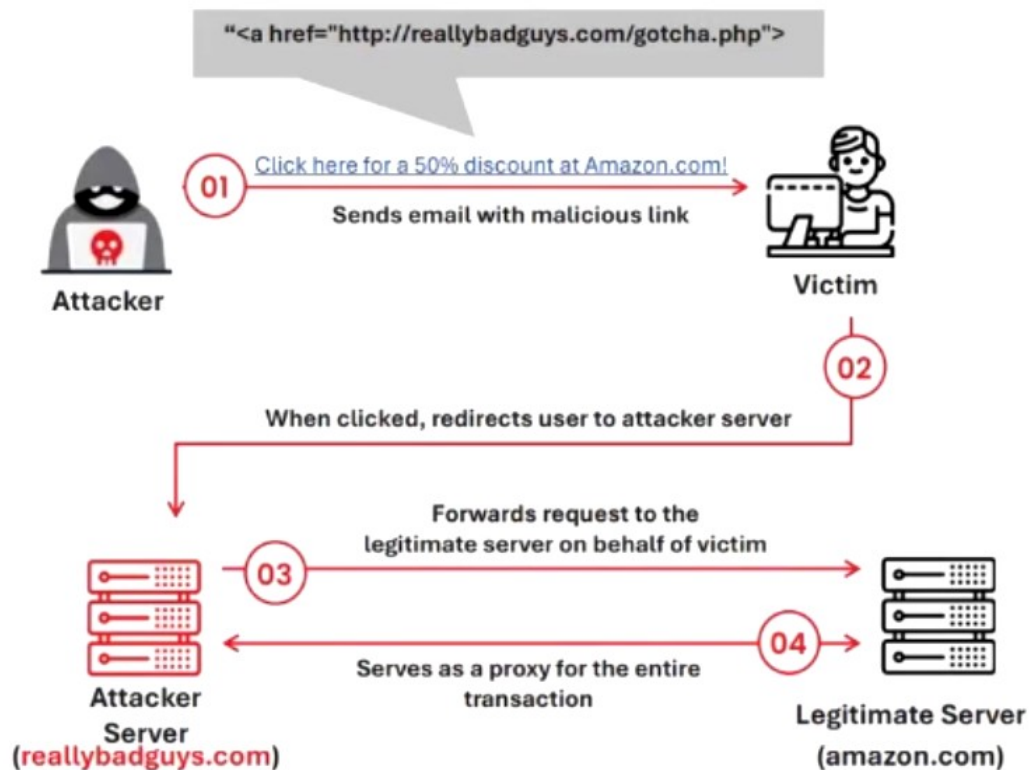 “<a href="http://reallybadguys.com/gotcha.php">
Click here for a 50% discount at Amazon.com!
01
Sends email with malicious link
Attacker
Victim
02
When clicked, redirects user to attacker server
Forwards request to the
legitimate server on behalf of victim
03
04
Serves as a proxy for the entire
transaction
Attacker
Server
(reallybadguys.com)
Legitimate Server
(amazon.com)